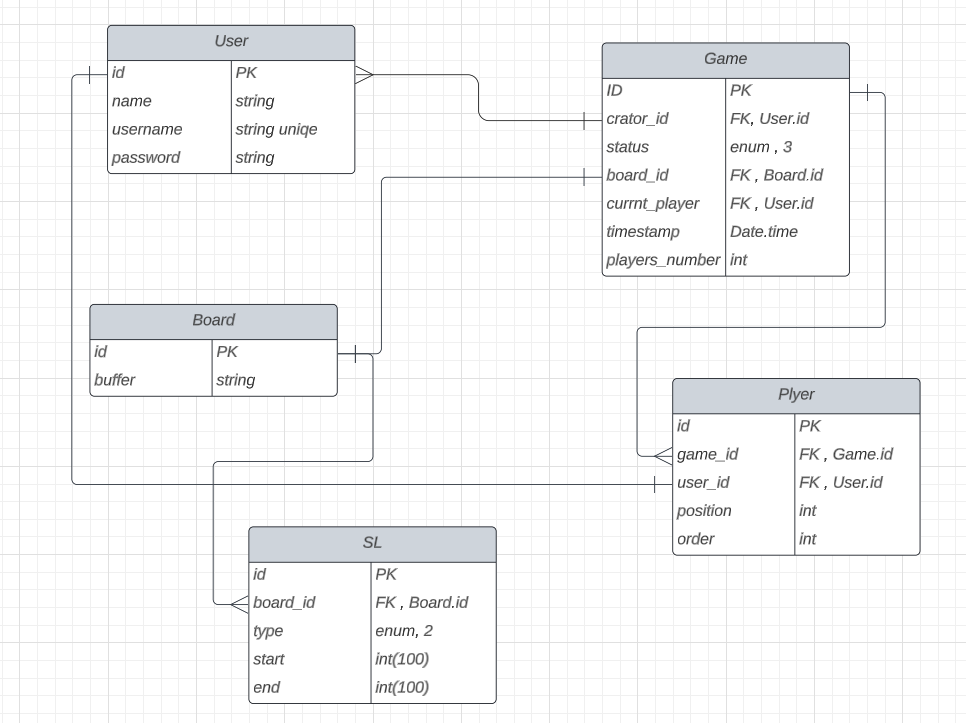 User
id PK
name string
username string uniqe
password string
Game
ID PK
crator_id FK, User.id
status enum , 3
board_id FK , Board.id
currnt_player FK , User.id
timestamp Date.time
players_number int
Board
id PK
buffer string
Plyer
id PK
game_id FK , Game.id
user_id FK , User.id
position int
order int
SL
id PK
board_id FK , Board.id
type enum, 2
start int(100)
end int(100)